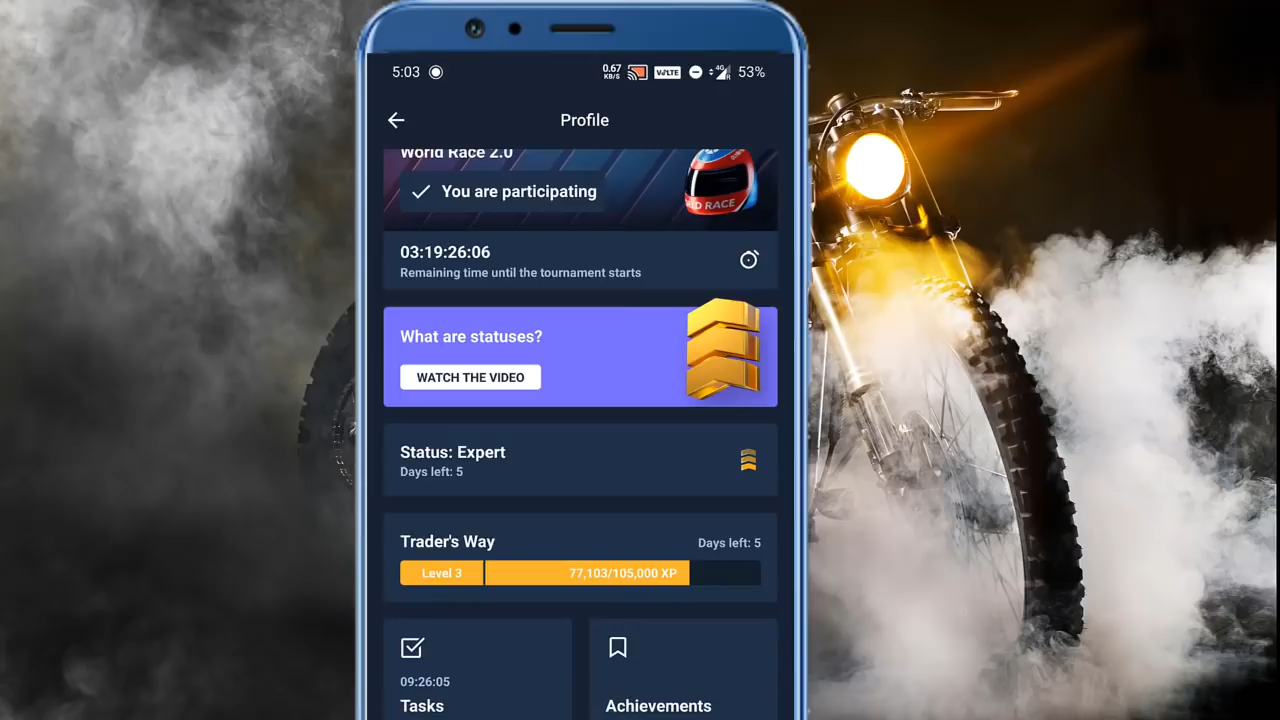 5:03
0.67
KB/S
VoLTE
4G
R
53%
Profile
World Race 2.0
You are participating
WORLD RACE
03:19:26:06
Remaining time until the tournament starts
What are statuses?
WATCH THE VIDEO
Status: Expert
Days left: 5
Trader's Way
Days left: 5
Level 3
77,103/105,000 XP
09:26:05
Tasks
Achievements